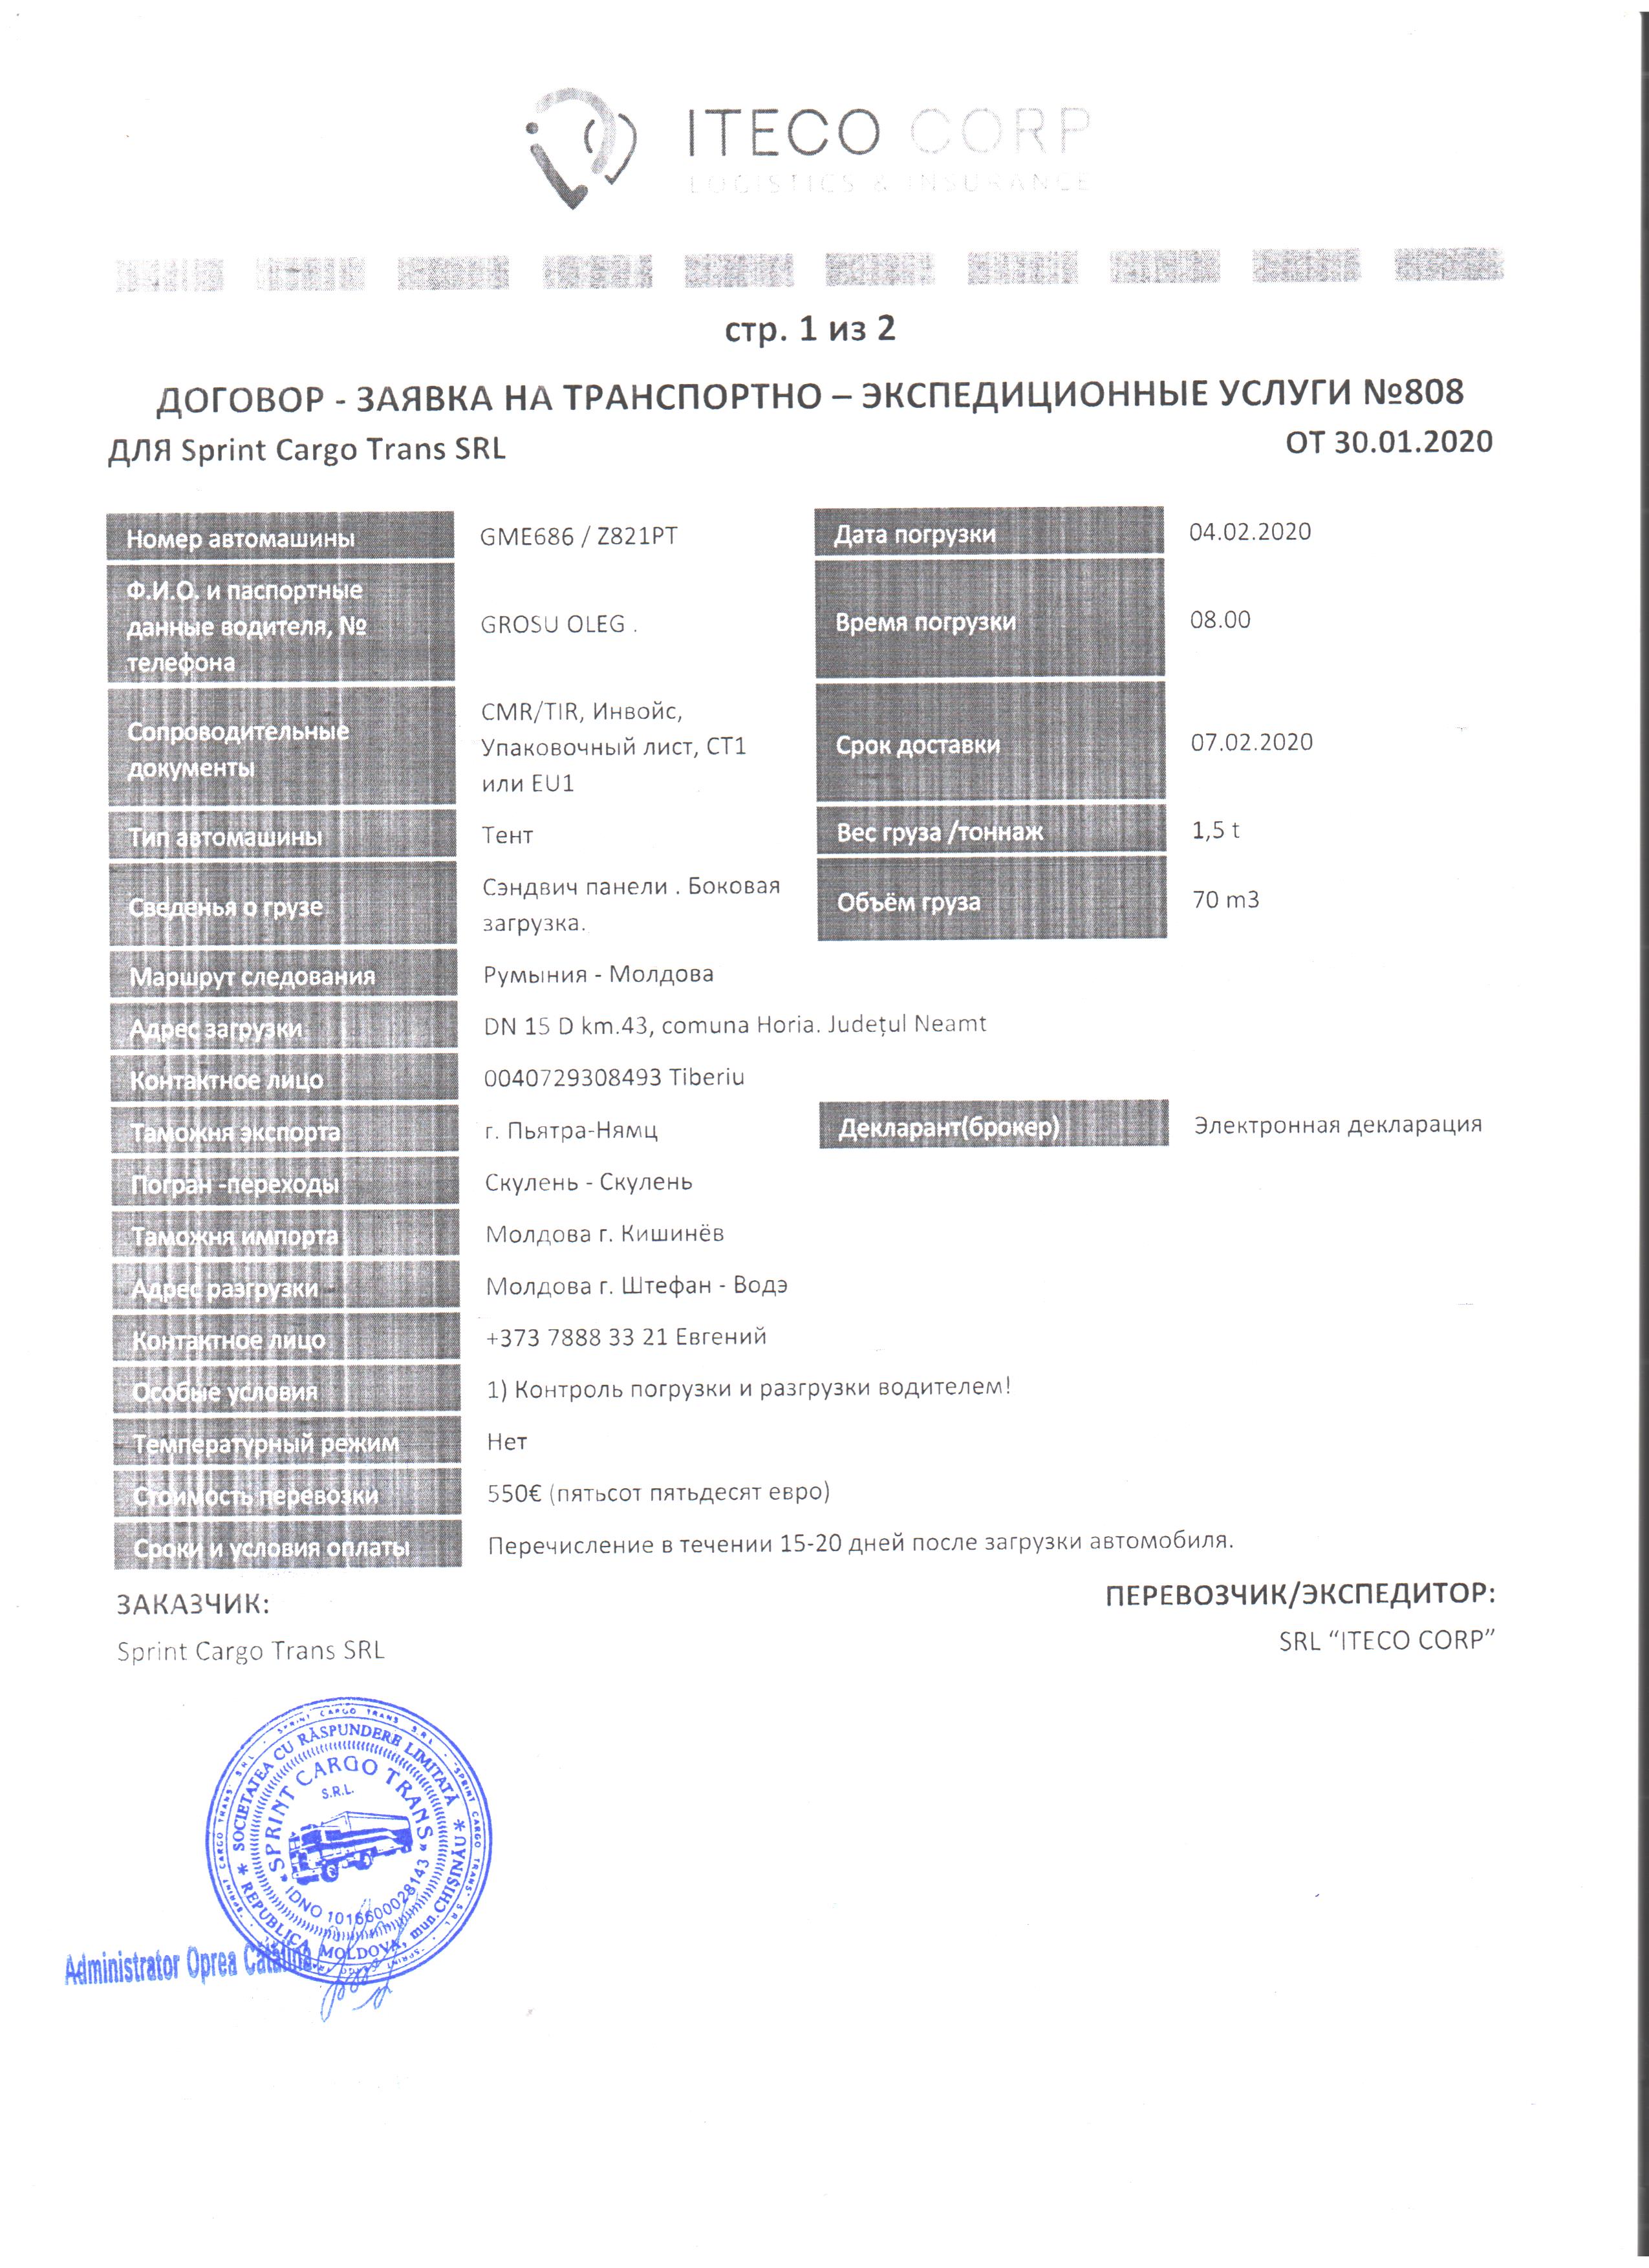 ITECO CORP
LOGISTICS & INSURANCE
стр. 1 из 2
ДОГОВОР - ЗАЯВКА НА ТРАНСПОРТНО – ЭКСПЕДИЦИОННЫЕ УСЛУГИ №808
ДЛЯ Sprint Cargo Trans SRL ОТ 30.01.2020
Номер автомашины GME686 / Z821PT Дата погрузки 04.02.2020
Ф.И.О. и паспортные
данные водителя, №
телефона
GROSU OLEG .
Время погрузки 08.00
Сопроводительные
документы
CMR/TIR, Инвойс,
Упаковочный лист, СТ1
или EU1
Срок доставки 07.02.2020
Тип автомашины Тент Вес груза /тоннаж 1,5 t
Сведенья о грузе
Сэндвич панели . Боковая
загрузка.
Объём груза 70 m3
Маршрут следования Румыния - Молдова
Адрес загрузки DN 15 D km.43, comuna Horia. Județul Neamt
Контактное лицо 0040729308493 Tiberiu
Таможня экспорта г. Пьятра-Нямц Декларант(брокер) Электронная декларация
Погран -переходы Скулень - Скулень
Таможня импорта Молдова г. Кишинёв
Адрес разгрузки Молдова г. Штефан - Водэ
Контактное лицо +373 7888 33 21 Евгений
Особые условия 1) Контроль погрузки и разгрузки водителем!
Температурный режим Нет
Стоимость перевозки 550€ (пятьсот пятьдесят евро)
Сроки и условия оплаты Перечисление в течении 15-20 дней после загрузки автомобиля.
ЗАКАЗЧИК: ПЕРЕВОЗЧИК/ЭКСПЕДИТОР:
Sprint Cargo Trans SRL SRL “ITECO CORP”
SPRINT CARGO TRANS S.R.L.
* SOCIETATEA CU RĂSPUNDERE LIMITATĂ *
SPRINT CARGO TRANS
S.R.L.
IDNO 1016600028143
REPUBLICA MOLDOVA, mun.CHIȘINĂU
Administrator Oprea Cătălina